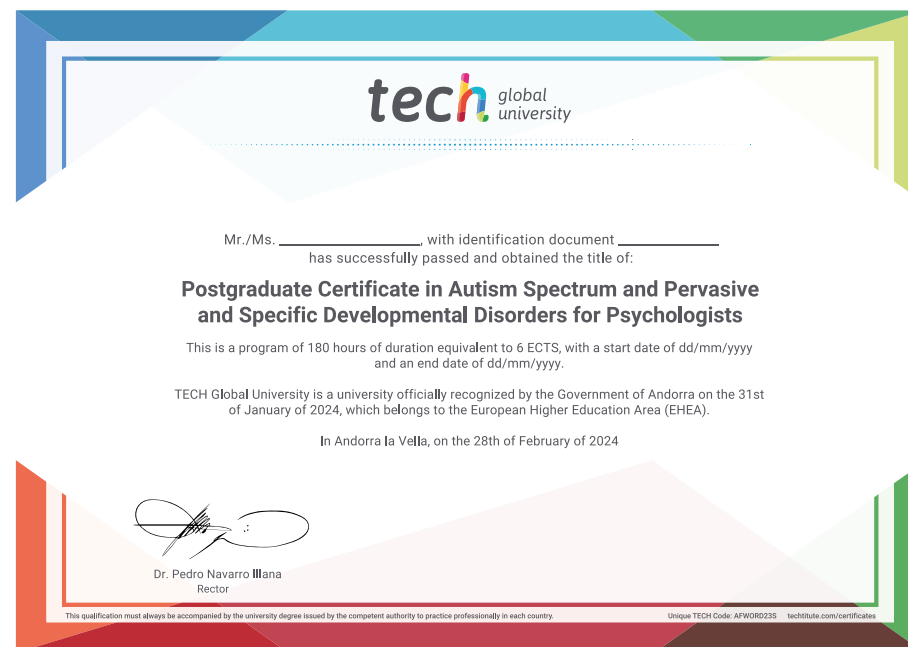 tech global
university
Mr./Ms. ____________________, with identification document ______________
has successfully passed and obtained the title of:
Postgraduate Certificate in Autism Spectrum and Pervasive
and Specific Developmental Disorders for Psychologists
This is a program of 180 hours of duration equivalent to 6 ECTS, with a start date of dd/mm/yyyy
and an end date of dd/mm/yyyy.
TECH Global University is a university officially recognized by the Government of Andorra on the 31st
of January of 2024, which belongs to the European Higher Education Area (EHEA).
In Andorra la Vella, on the 28th of February of 2024
Dr. Pedro Navarro Illana
Rector
This qualification must always be accompanied by the university degree issued by the competent authority to practice professionally in each country. Unique TECH Code: AFWORD23S techtitute.com/certificates